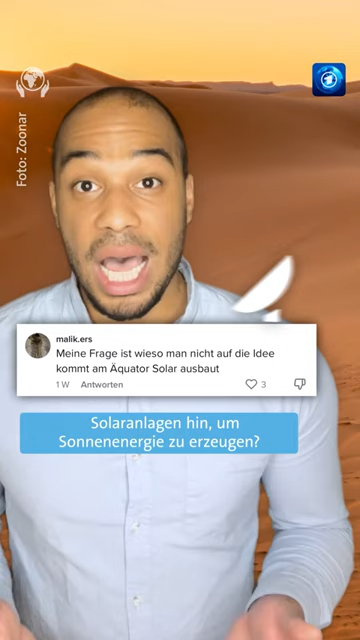 Foto: Zoonar
malik.ers
Meine Frage ist wieso man nicht auf die Idee
kommt am Äquator Solar ausbaut
1 W Antworten 3
Solaranlagen hin, um
Sonnenenergie zu erzeugen?